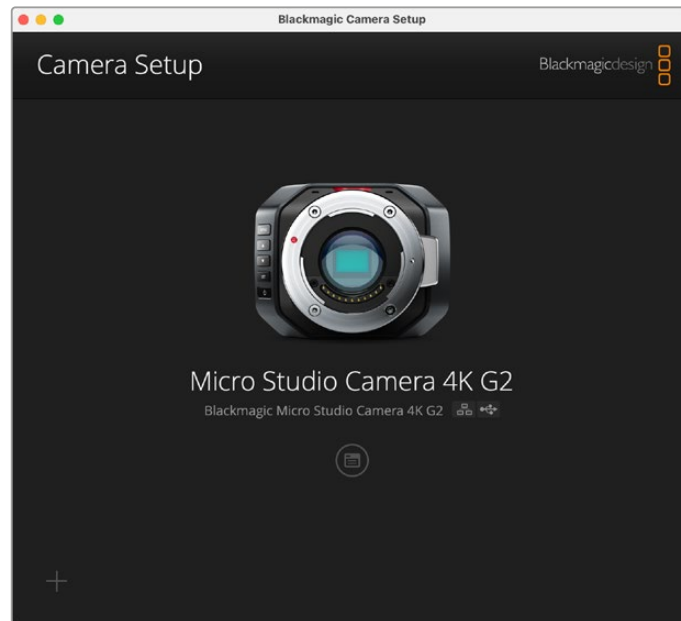 Blackmagic Camera Setup
Camera Setup
Blackmagicdesign
Micro Studio Camera 4K G2
Blackmagic Micro Studio Camera 4K G2